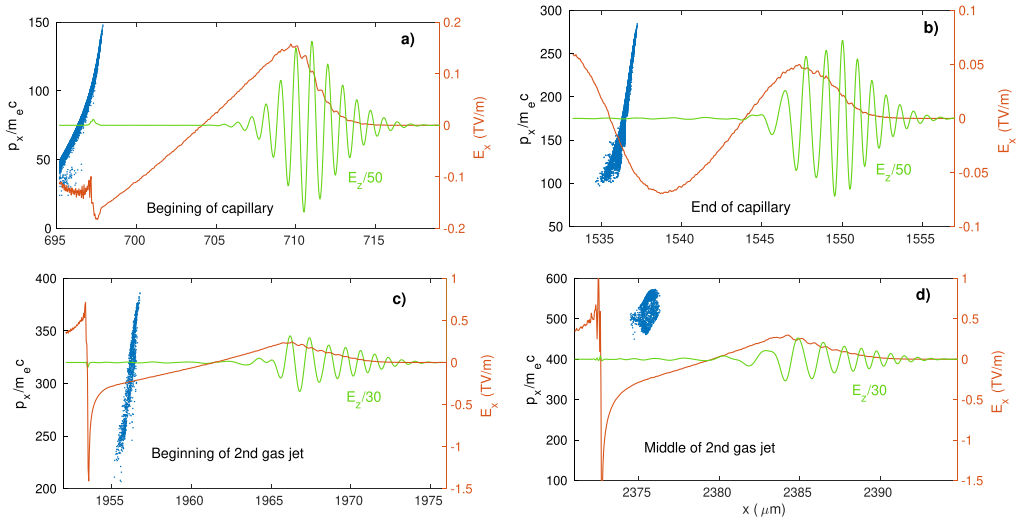 150
100
50
0
p_x/m_ec
a)
E_z/50
Begining of capillary
695 700 705 710 715
0.2
0.1
0
-0.1
-0.2
E_x (TV/m)
300
250
200
150
100
50
p_x/m_ec
b)
E_z/50
End of capillary
1535 1540 1545 1550 1555
0.1
0.05
0
-0.05
-0.1
E_x (TV/m)
400
350
300
250
200
p_x/m_ec
c)
E_z/30
Beginning of 2nd gas jet
1955 1960 1965 1970 1975
1
0.5
0
-0.5
-1
-1.5
E_x (TV/m)
600
500
400
300
200
100
p_x/m_ec
d)
E_z/30
Middle of 2nd gas jet
2375 2380 2385 2390
x ( μm)
1
0.5
0
-0.5
-1
-1.5
E_x (TV/m)